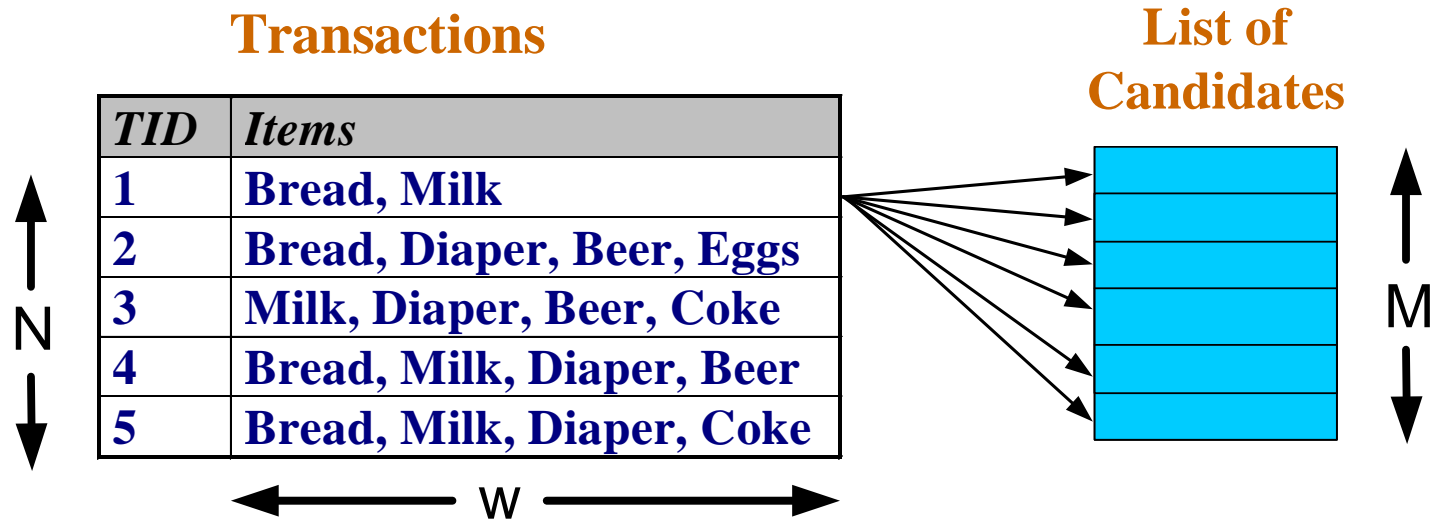 Transactions
List of
Candidates
TID Items
1 Bread, Milk
2 Bread, Diaper, Beer, Eggs
3 Milk, Diaper, Beer, Coke
4 Bread, Milk, Diaper, Beer
5 Bread, Milk, Diaper, Coke
N
M
w